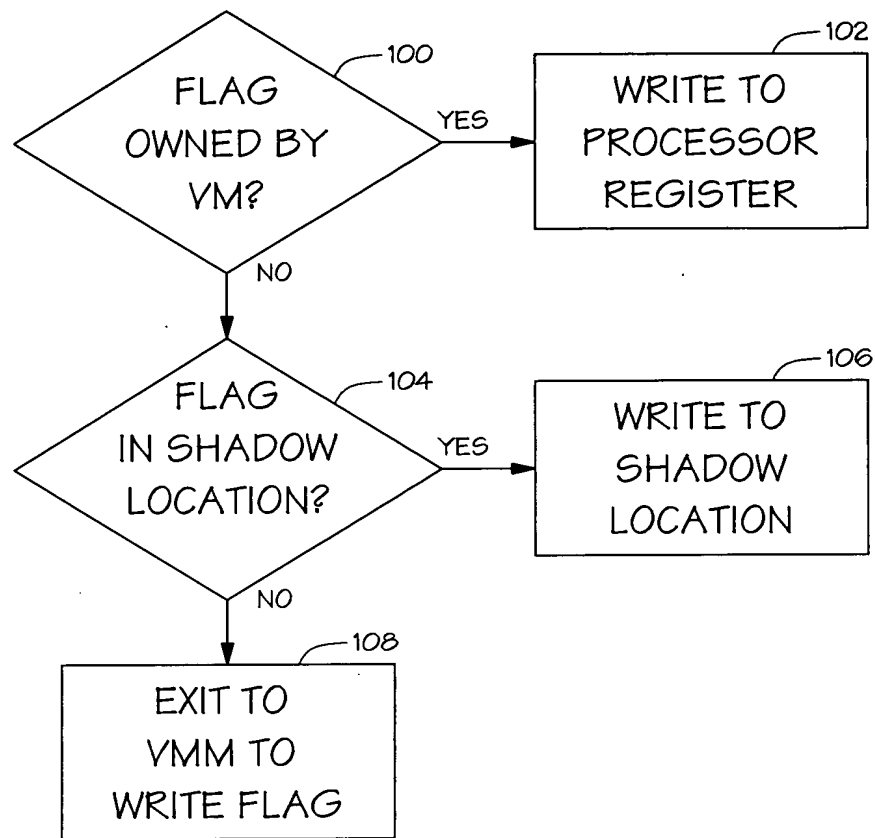 100
FLAG
OWNED BY
VM?
YES
102
WRITE TO
PROCESSOR
REGISTER
NO
104
FLAG
IN SHADOW
LOCATION?
YES
106
WRITE TO
SHADOW
LOCATION
NO
108
EXIT TO
VMM TO
WRITE FLAG